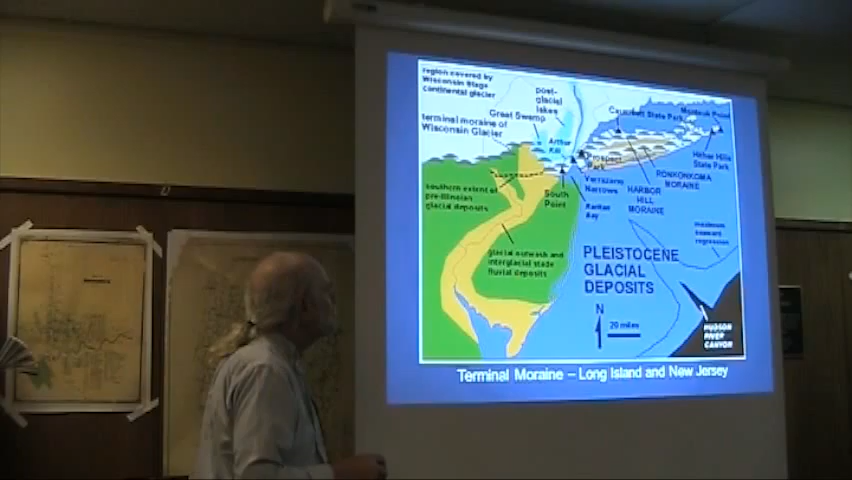 region covered by
Wisconsin Stage
continental glacier
post-
glacial
lakes
Great Swamp
terminal moraine of
Wisconsin Glacier
Arthur
Kill
Caumsett State Park
Montauk Point
Hither Hills
State Park
Prospect
Park
RONKONKOMA
MORAINE
Verrazano
Narrows
HARBOR
HILL
MORAINE
southern extent of
pre-Illinoian
glacial deposits
South
Point
Raritan
Bay
maximum
seaward
regression
glacial outwash and
interglacial stade
fluvial deposits
PLEISTOCENE
GLACIAL
DEPOSITS
N
20 miles
HUDSON
RIVER
CANYON
Terminal Moraine – Long Island and New Jersey